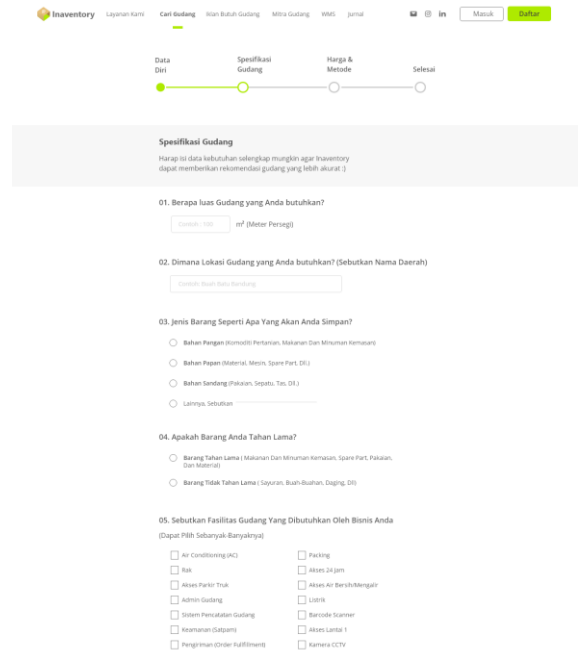 Inaventory Layanan Kami Cari Gudang Iklan Butuh Gudang Mitra Gudang WMS Jurnal in Masuk Daftar
Data Diri
Spesifikasi Gudang
Harga & Metode
Selesai
Spesifikasi Gudang
Harap isi data kebutuhan selengkap mungkin agar Inaventory
dapat memberikan rekomendasi gudang yang lebih akurat :)
01. Berapa luas Gudang yang Anda butuhkan?
Contoh : 100 m² (Meter Persegi)
02. Dimana Lokasi Gudang yang Anda butuhkan? (Sebutkan Nama Daerah)
Contoh: Buah Batu Bandung
03. Jenis Barang Seperti Apa Yang Akan Anda Simpan?
Bahan Pangan (Komoditi Pertanian, Makanan Dan Minuman Kemasan)
Bahan Papan (Material, Mesin, Spare Part, Dll.)
Bahan Sandang (Pakaian, Sepatu, Tas, Dll.)
Lainnya, Sebutkan
04. Apakah Barang Anda Tahan Lama?
Barang Tahan Lama ( Makanan Dan Minuman Kemasan, Spare Part, Pakaian,
Dan Material)
Barang Tidak Tahan Lama ( Sayuran, Buah-Buahan, Daging, Dll)
05. Sebutkan Fasilitas Gudang Yang Dibutuhkan Oleh Bisnis Anda
(Dapat Pilih Sebanyak-Banyaknya)
Air Conditioning (AC) Packing
Rak Akses 24 Jam
Akses Parkir Truk Akses Air Bersih/Mengalir
Admin Gudang Listrik
Sistem Pencatatan Gudang Barcode Scanner
Keamanan (Satpam) Akses Lantai 1
Pengiriman (Order Fullfillment) Kamera CCTV